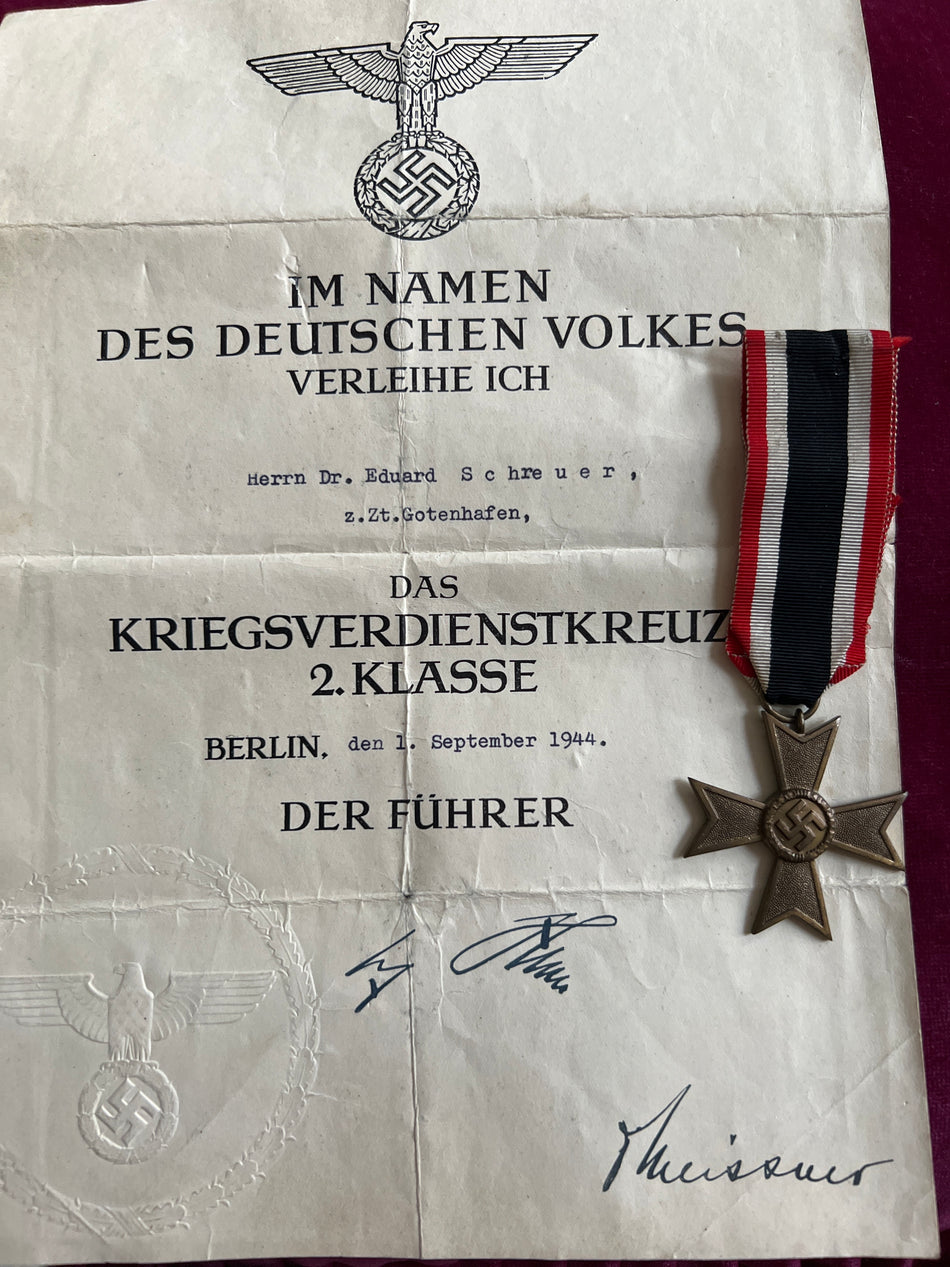 IM NAMEN
DES DEUTSCHEN VOLKES
VERLEIHE ICH
Herrn Dr. Eduard S c h r e u e r ,
z.Zt.Gotenhafen,
DAS
KRIEGSVERDIENSTKREUZ
2. KLASSE
BERLIN, den 1. September 1944.
DER FÜHRER
Meissner